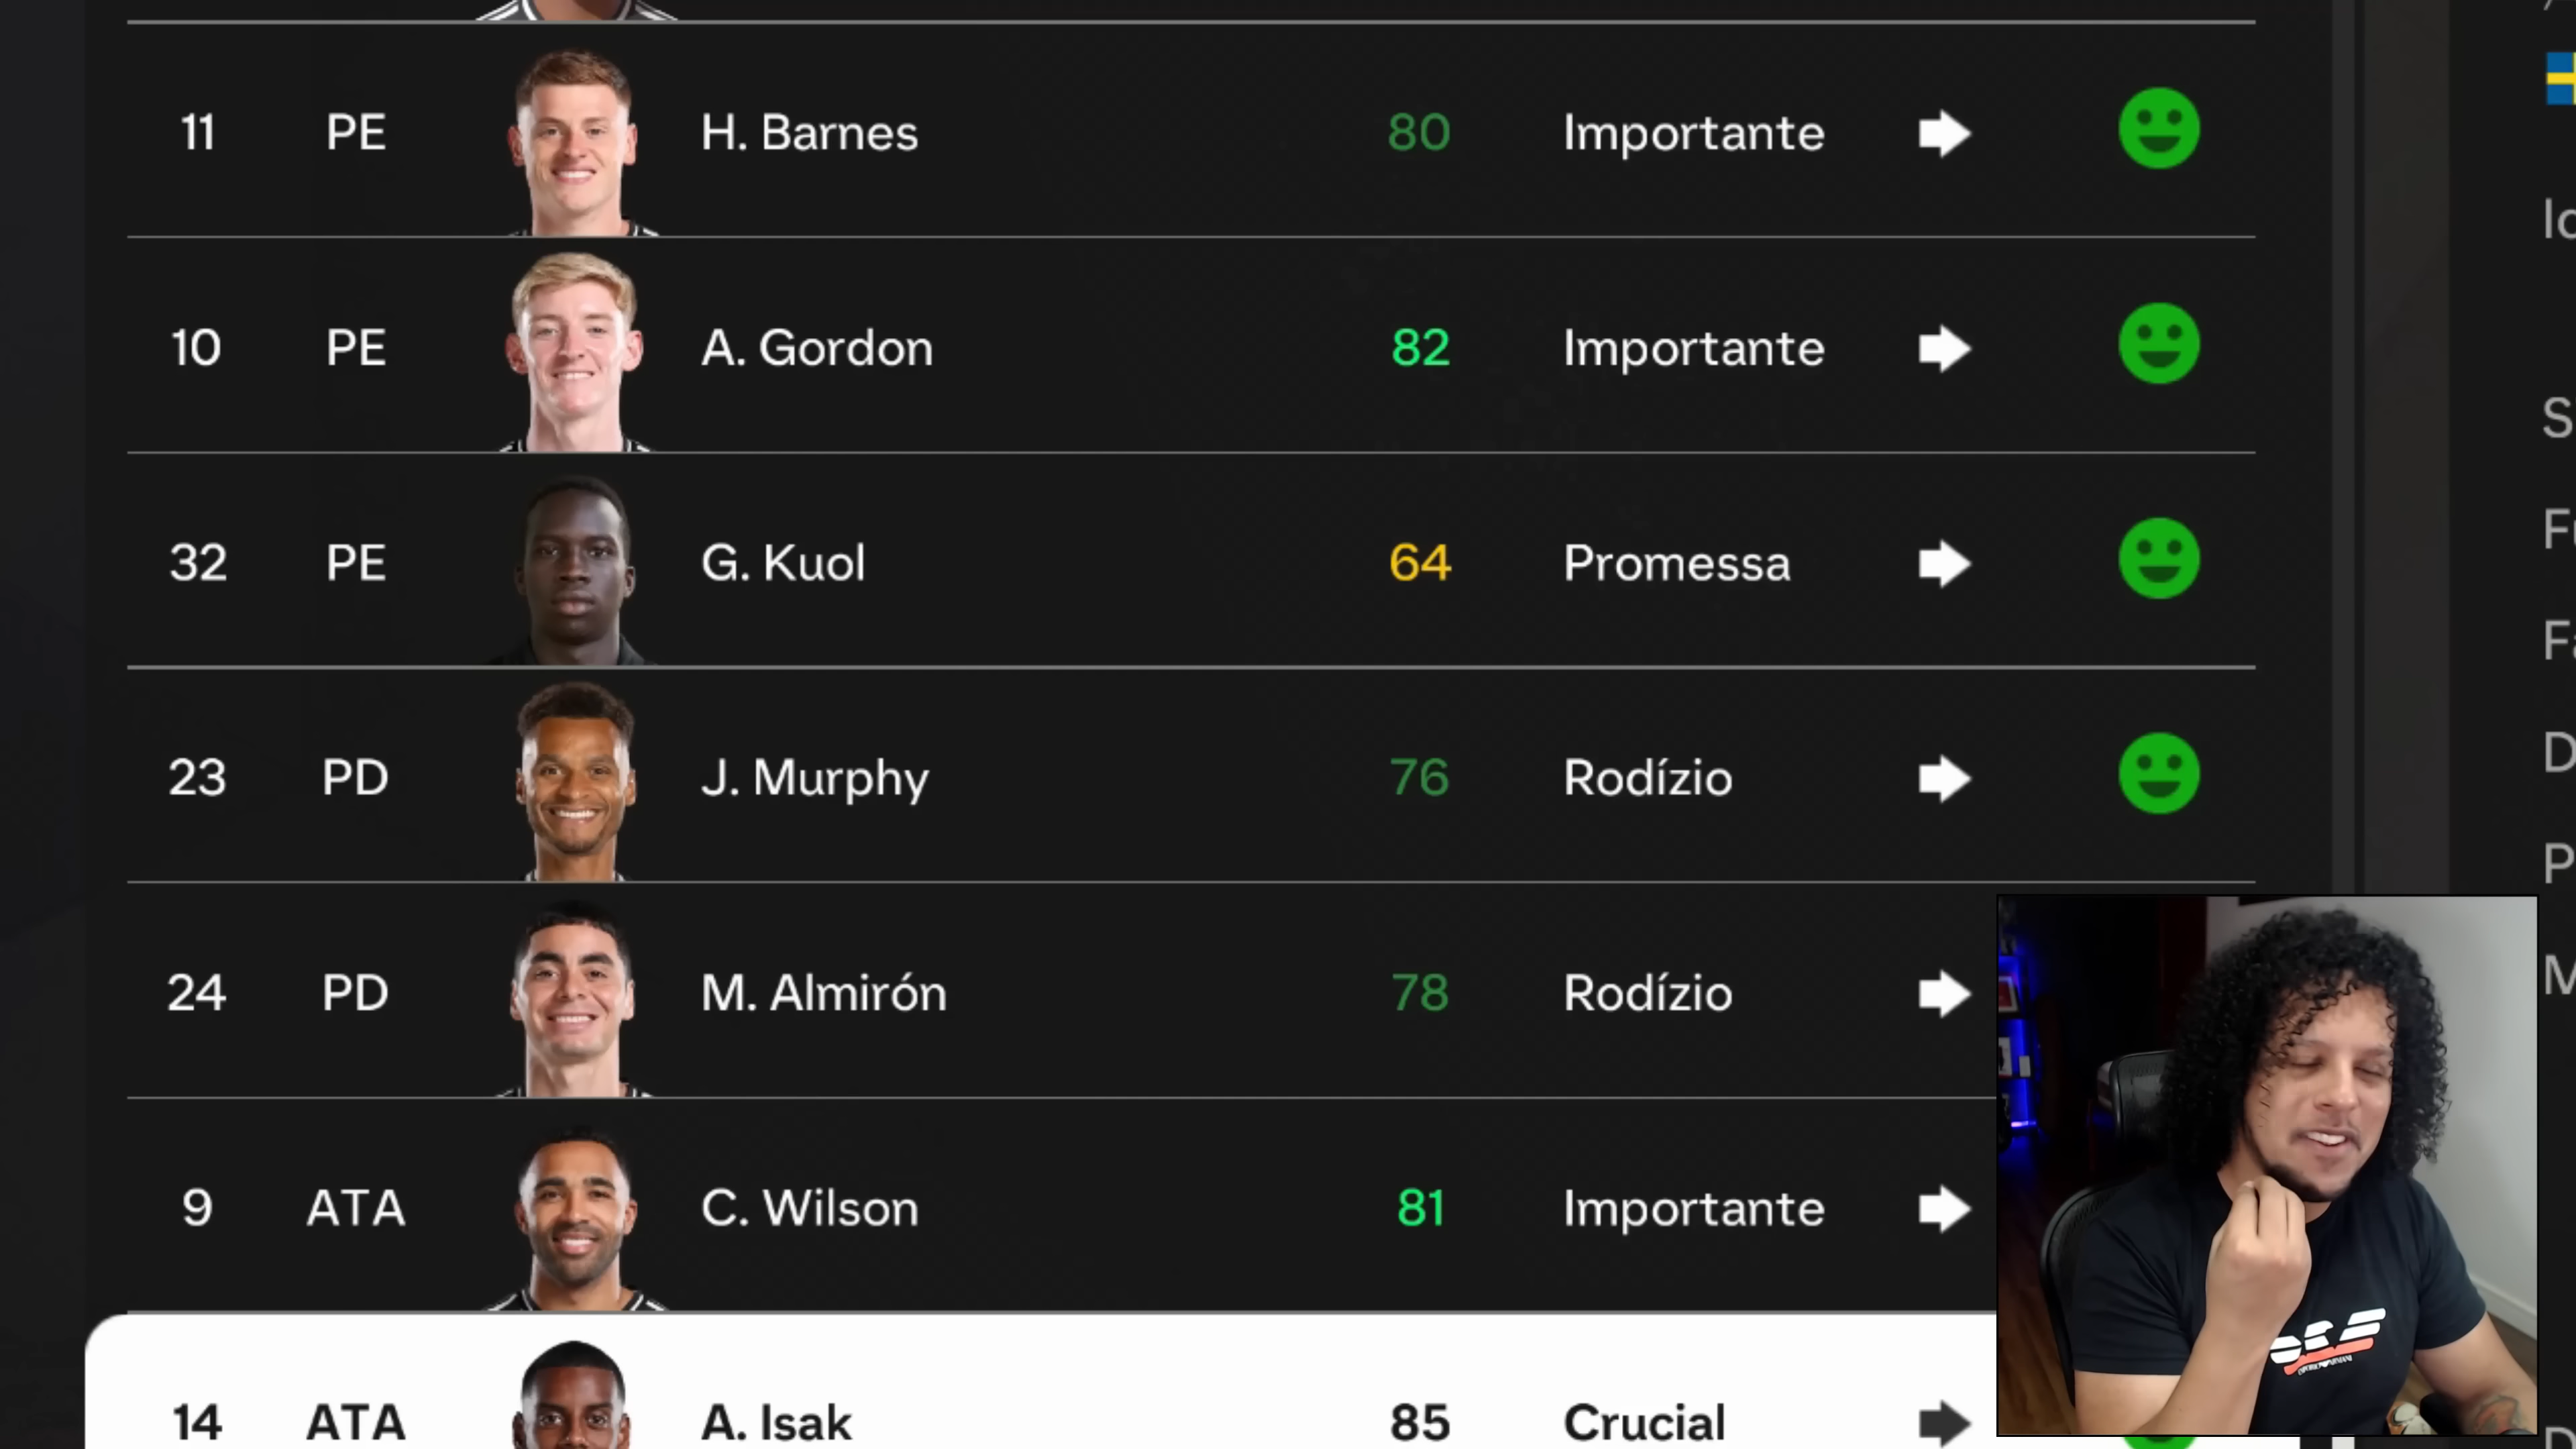 11 PE H. Barnes 80 Importante
10 PE A. Gordon 82 Importante
32 PE G. Kuol 64 Promessa
23 PD J. Murphy 76 Rodízio
24 PD M. Almirón 78 Rodízio
9 ATA C. Wilson 81 Importante
14 ATA A. Isak 85 Crucial